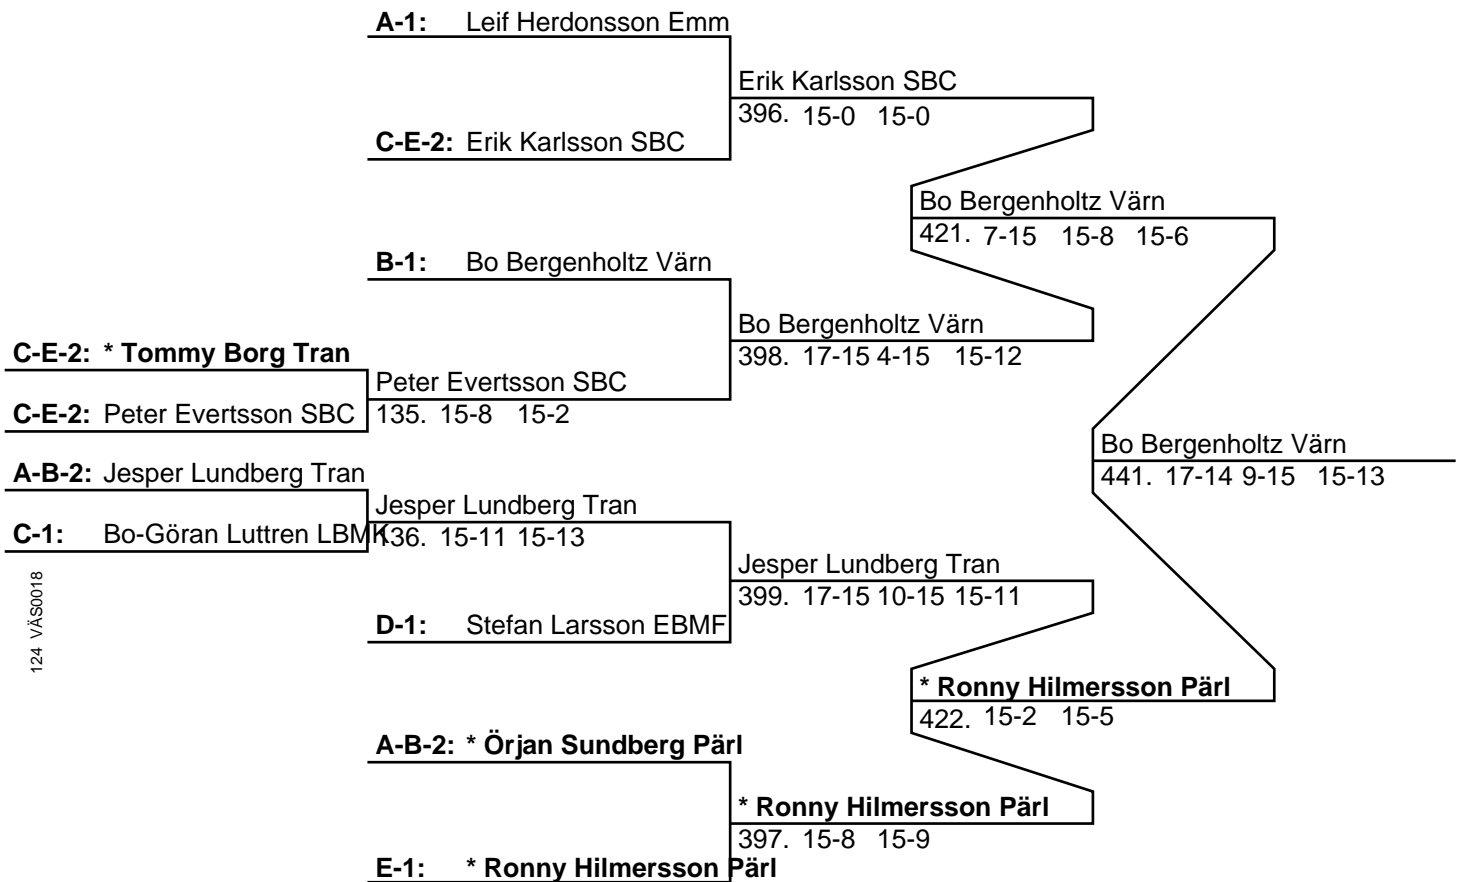 A-1: Leif Herdonsson Emm
Erik Karlsson SBC
396. 15-0 15-0
C-E-2: Erik Karlsson SBC
Bo Bergenholtz Värn
421. 7-15 15-8 15-6
B-1: Bo Bergenholtz Värn
Bo Bergenholtz Värn
398. 17-15 4-15 15-12
C-E-2: * Tommy Borg Tran
Peter Evertsson SBC
135. 15-8 15-2
C-E-2: Peter Evertsson SBC
Bo Bergenholtz Värn
441. 17-14 9-15 15-13
A-B-2: Jesper Lundberg Tran
Jesper Lundberg Tran
136. 15-11 15-13
C-1: Bo-Göran Luttren LBMK
Jesper Lundberg Tran
399. 17-15 10-15 15-11
D-1: Stefan Larsson EBMF
124 VÄS0018
* Ronny Hilmersson Pärl
422. 15-2 15-5
A-B-2: * Örjan Sundberg Pärl
* Ronny Hilmersson Pärl
397. 15-8 15-9
E-1: * Ronny Hilmersson Pärl